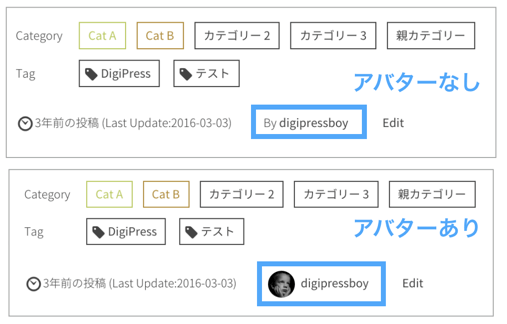 Category Cat A Cat B カテゴリー 2 カテゴリー 3 親カテゴリー
Tag DigiPress テスト
アバターなし
3年前の投稿 (Last Update:2016-03-03) By digipressboy Edit
Category Cat A Cat B カテゴリー 2 カテゴリー 3 親カテゴリー
Tag DigiPress テスト
アバターあり
3年前の投稿 (Last Update:2016-03-03) digipressboy Edit